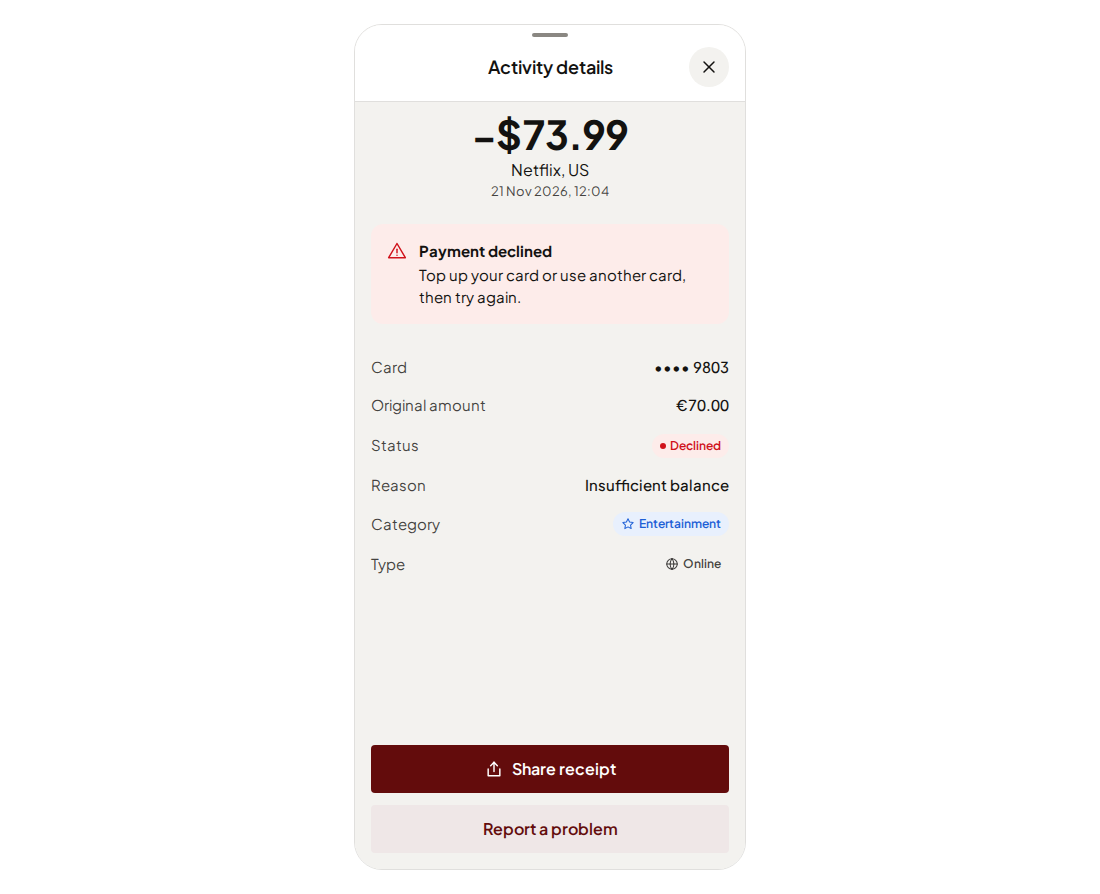 Activity details
–$73.99
Netflix, US
21 Nov 2026, 12:04
Payment declined
Top up your card or use another card,
then try again.
Card •••• 9803
Original amount €70.00
Status Declined
Reason Insufficient balance
Category Entertainment
Type Online
Share receipt
Report a problem